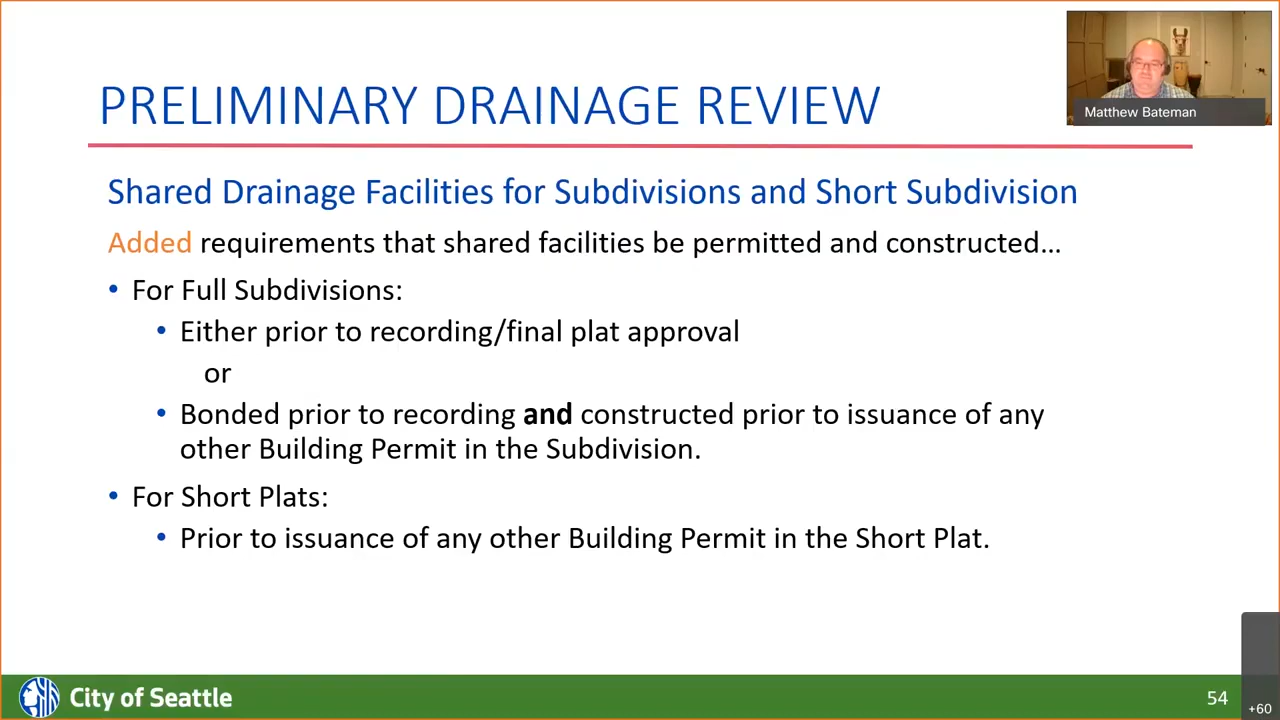 PRELIMINARY DRAINAGE REVIEW
Matthew Bateman
Shared Drainage Facilities for Subdivisions and Short Subdivision
Added requirements that shared facilities be permitted and constructed...
• For Full Subdivisions:
• Either prior to recording/final plat approval
or
• Bonded prior to recording and constructed prior to issuance of any
other Building Permit in the Subdivision.
• For Short Plats:
• Prior to issuance of any other Building Permit in the Short Plat.
City of Seattle
54
+60